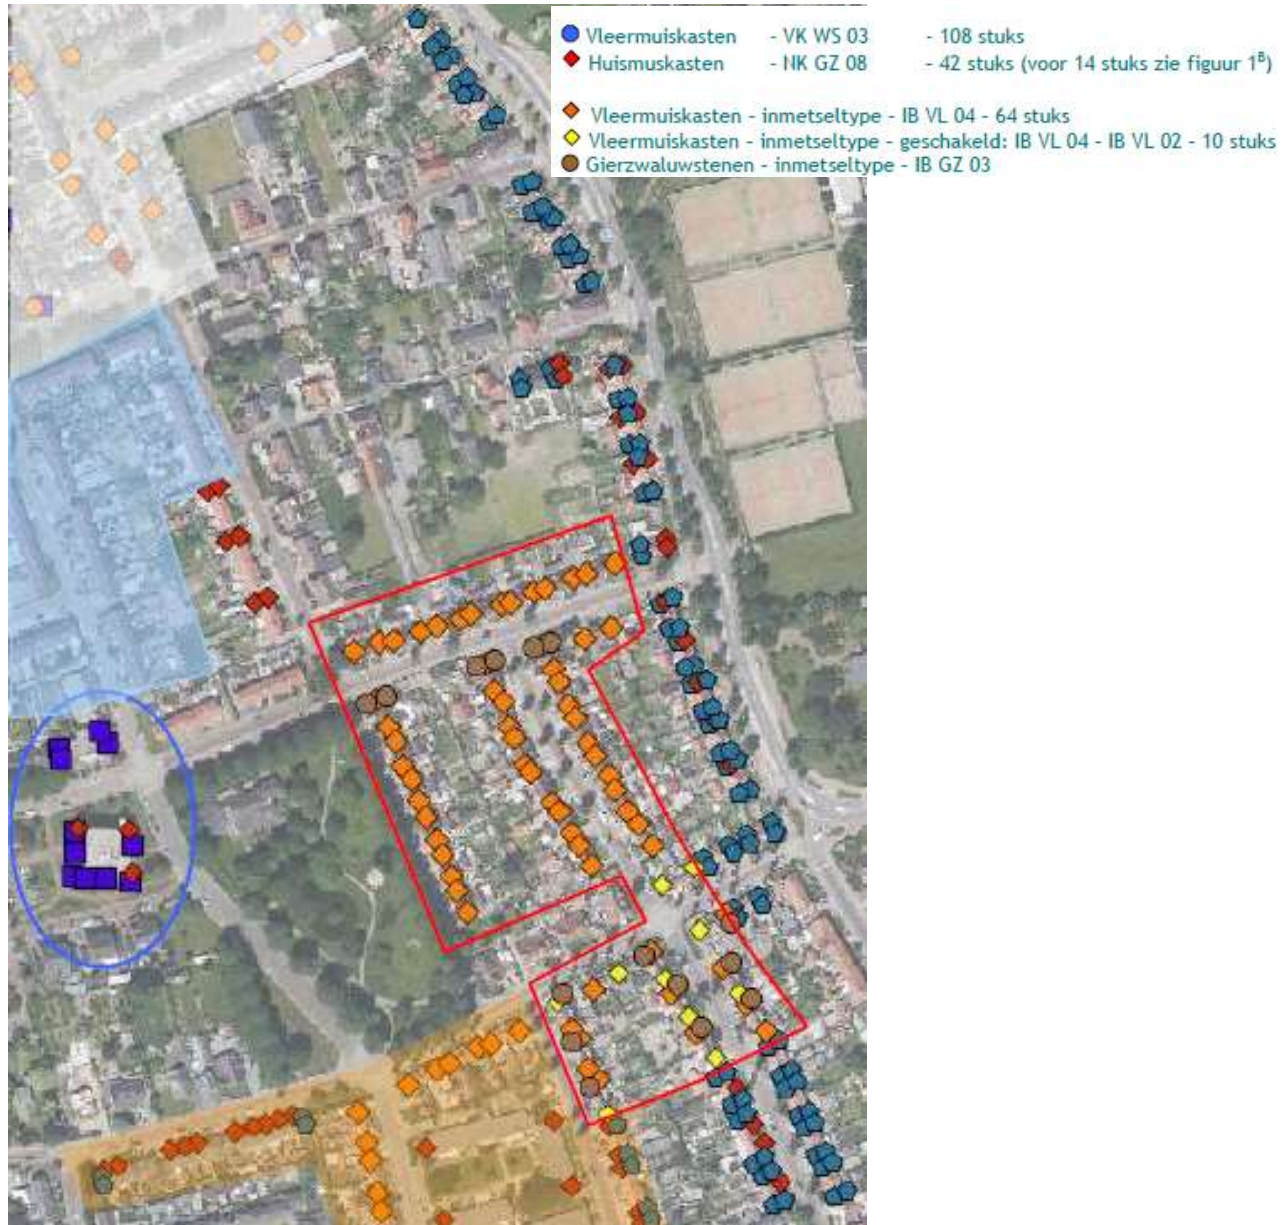 Vleermuiskasten - VK WS 03 - 108 stuks
Huismuskasten - NK GZ 08 - 42 stuks (voor 14 stuks zie figuur 1ᴮ)
Vleermuiskasten - inmetseltype - IB VL 04 - 64 stuks
Vleermuiskasten - inmetseltype - geschakeld: IB VL 04 - IB VL 02 - 10 stuks
Gierzwaluwstenen - inmetseltype - IB GZ 03